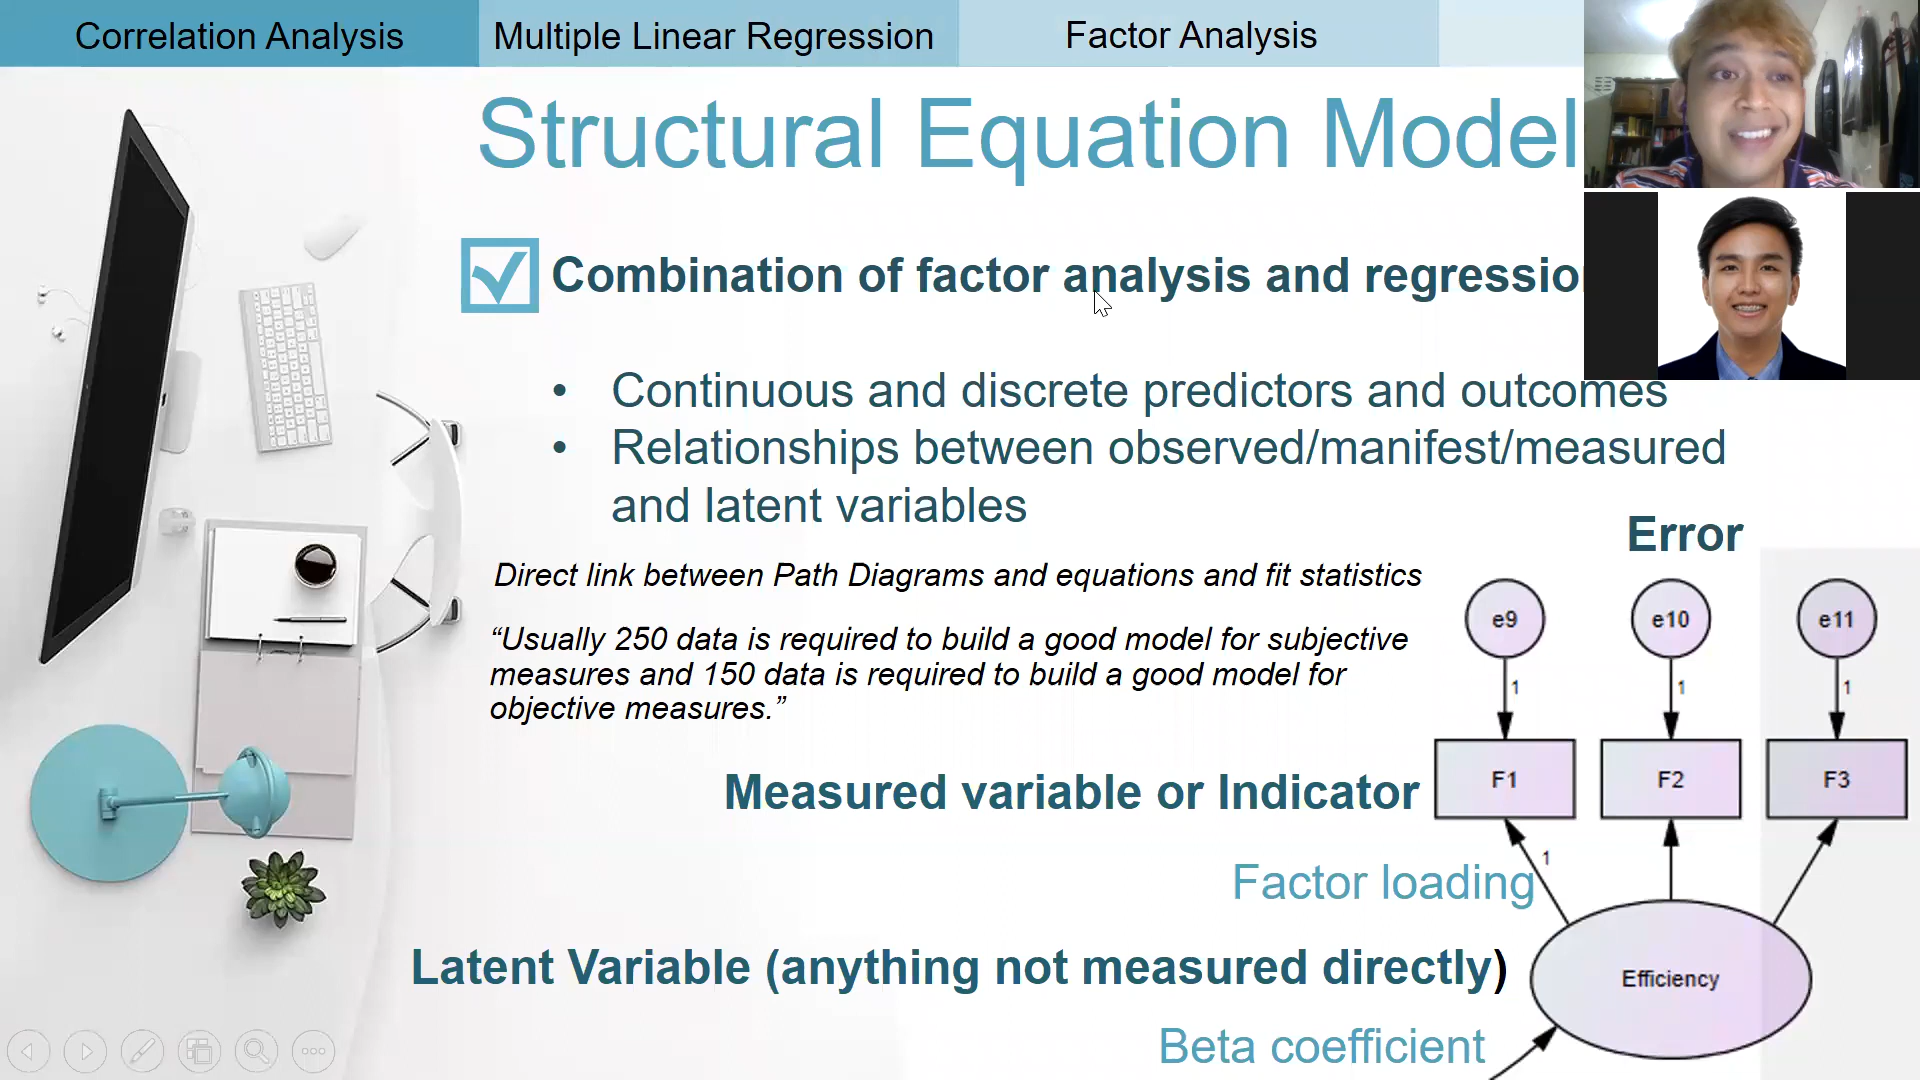 Correlation Analysis
Multiple Linear Regression
Factor Analysis
Structural Equation Model
Combination of factor analysis and regressio
• Continuous and discrete predictors and outcomes
• Relationships between observed/manifest/measured
and latent variables
Direct link between Path Diagrams and equations and fit statistics
“Usually 250 data is required to build a good model for subjective
measures and 150 data is required to build a good model for
objective measures.”
Error
e9
e10
e11
1
1
1
Measured variable or Indicator
F1
F2
F3
1
Factor loading
Latent Variable (anything not measured directly)
Efficiency
Beta coefficient